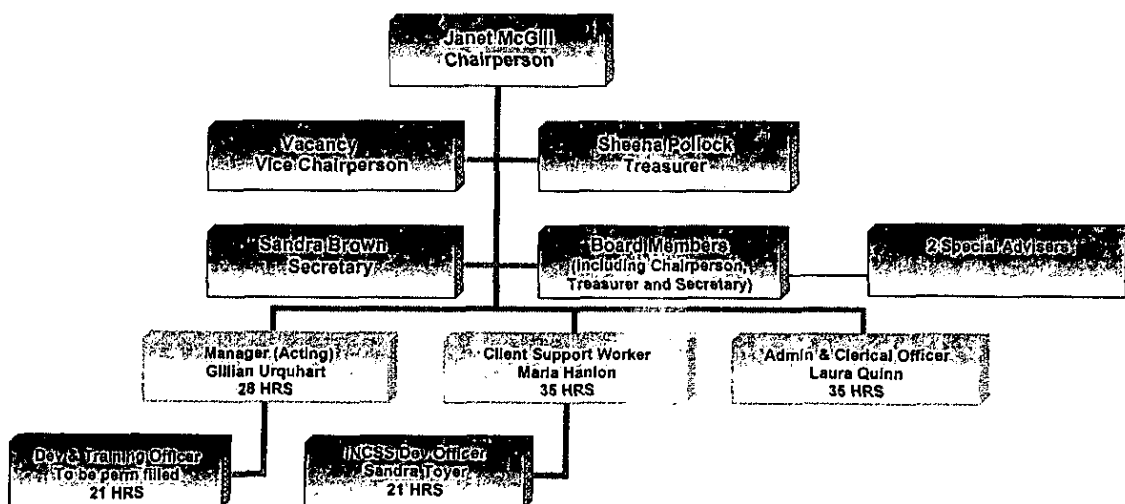 Janet McGill
Chairperson
Vacancy
Vice Chairperson
Sheena Pollock
Treasurer
Sandra Brown
Secretary
Board Members
(including Chairperson,
Treasurer and Secretary)
2 Special Advisers
Manager (Acting)
Gillian Urquhart
28 HRS
Client Support Worker
Maria Hanlon
35 HRS
Admin & Clerical Officer
Laura Quinn
35 HRS
Dev & Training Officer
To be perm filled
21 HRS
INCSS Dev Officer
Sandra Toyer
21 HRS